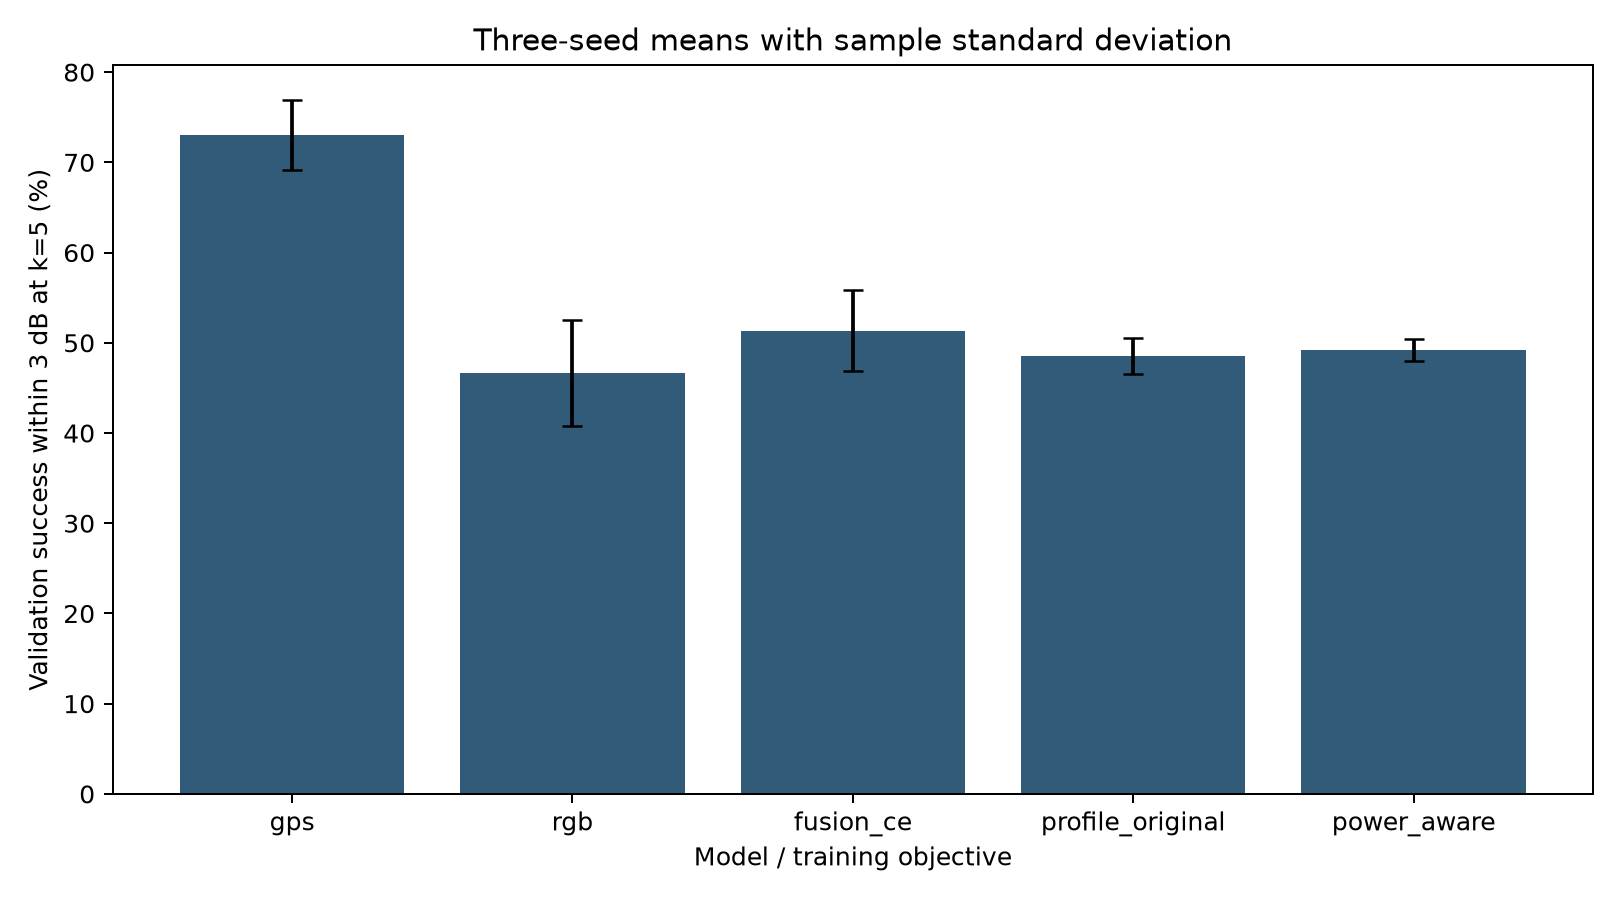 Three-seed means with sample standard deviation
Validation success within 3 dB at k=5 (%)
80
70
60
50
40
30
20
10
0
gps rgb fusion_ce profile_original power_aware
Model / training objective